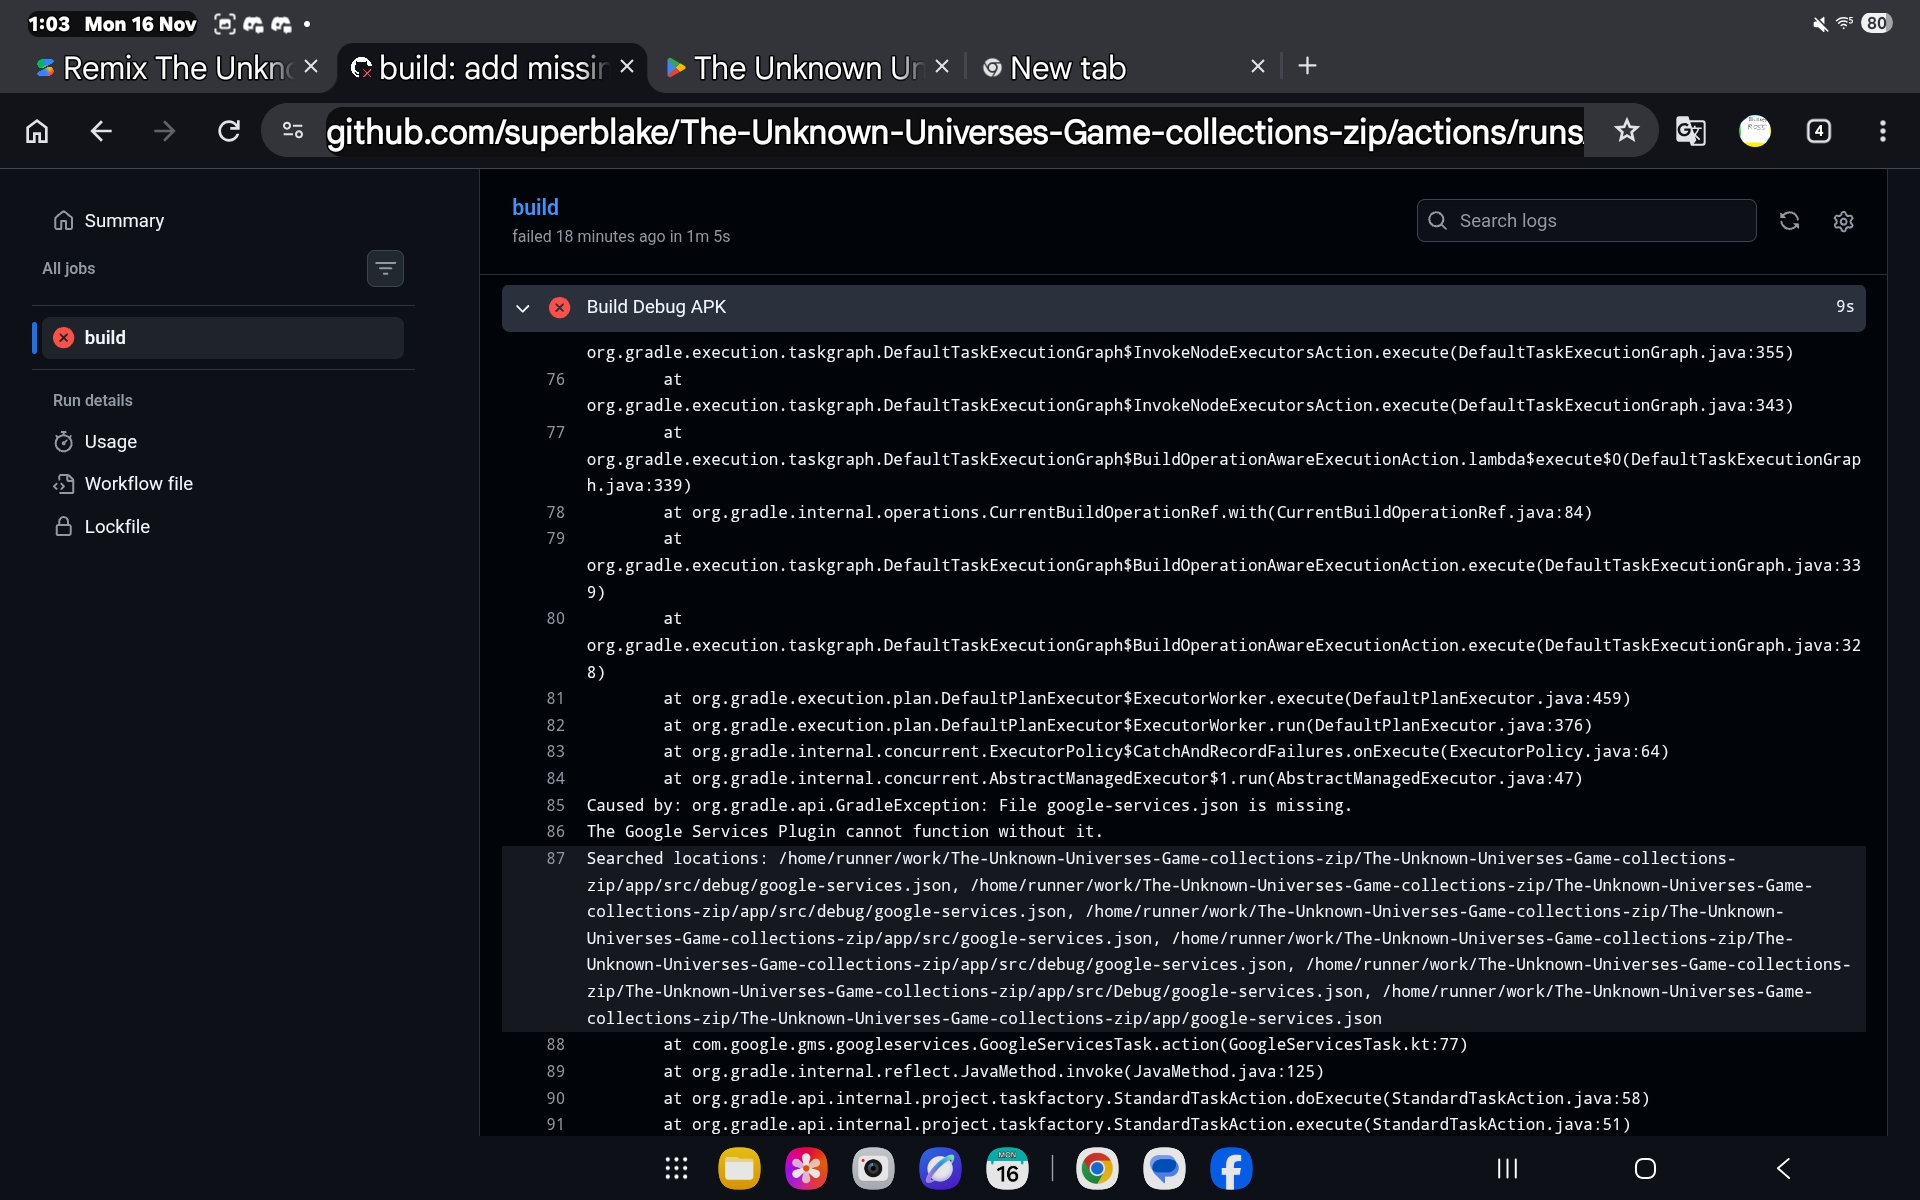 1:03 Mon 16 Nov
80
Remix The Unkno
build: add missin
The Unknown Un
New tab
github.com/superblake/The-Unknown-Universes-Game-collections-zip/actions/runs/
4
Summary
All jobs
build
Run details
Usage
Workflow file
Lockfile
build
failed 18 minutes ago in 1m 5s
Search logs
Build Debug APK
9s
org.gradle.execution.taskgraph.DefaultTaskExecutionGraph$InvokeNodeExecutorsAction.execute(DefaultTaskExecutionGraph.java:355)
76 at
org.gradle.execution.taskgraph.DefaultTaskExecutionGraph$InvokeNodeExecutorsAction.execute(DefaultTaskExecutionGraph.java:343)
77 at
org.gradle.execution.taskgraph.DefaultTaskExecutionGraph$BuildOperationAwareExecutionAction.lambda$execute$0(DefaultTaskExecutionGrap
h.java:339)
78 at org.gradle.internal.operations.CurrentBuildOperationRef.with(CurrentBuildOperationRef.java:84)
79 at
org.gradle.execution.taskgraph.DefaultTaskExecutionGraph$BuildOperationAwareExecutionAction.execute(DefaultTaskExecutionGraph.java:33
9)
80 at
org.gradle.execution.taskgraph.DefaultTaskExecutionGraph$BuildOperationAwareExecutionAction.execute(DefaultTaskExecutionGraph.java:32
8)
81 at org.gradle.execution.plan.DefaultPlanExecutor$ExecutorWorker.execute(DefaultPlanExecutor.java:459)
82 at org.gradle.execution.plan.DefaultPlanExecutor$ExecutorWorker.run(DefaultPlanExecutor.java:376)
83 at org.gradle.internal.concurrent.ExecutorPolicy$CatchAndRecordFailures.onExecute(ExecutorPolicy.java:64)
84 at org.gradle.internal.concurrent.AbstractManagedExecutor$1.run(AbstractManagedExecutor.java:47)
85 Caused by: org.gradle.api.GradleException: File google-services.json is missing.
86 The Google Services Plugin cannot function without it.
87 Searched locations: /home/runner/work/The-Unknown-Universes-Game-collections-zip/The-Unknown-Universes-Game-collections-
zip/app/src/debug/google-services.json, /home/runner/work/The-Unknown-Universes-Game-collections-zip/The-Unknown-Universes-Game-
collections-zip/app/src/debug/google-services.json, /home/runner/work/The-Unknown-Universes-Game-collections-zip/The-Unknown-
Universes-Game-collections-zip/app/src/google-services.json, /home/runner/work/The-Unknown-Universes-Game-collections-zip/The-
Unknown-Universes-Game-collections-zip/app/src/debug/google-services.json, /home/runner/work/The-Unknown-Universes-Game-collections-
zip/The-Unknown-Universes-Game-collections-zip/app/src/Debug/google-services.json, /home/runner/work/The-Unknown-Universes-Game-
collections-zip/The-Unknown-Universes-Game-collections-zip/app/google-services.json
88 at com.google.gms.googleservices.GoogleServicesTask.action(GoogleServicesTask.kt:77)
89 at org.gradle.internal.reflect.JavaMethod.invoke(JavaMethod.java:125)
90 at org.gradle.api.internal.project.taskfactory.StandardTaskAction.doExecute(StandardTaskAction.java:58)
91 at org.gradle.api.internal.project.taskfactory.StandardTaskAction.execute(StandardTaskAction.java:51)
MON
16